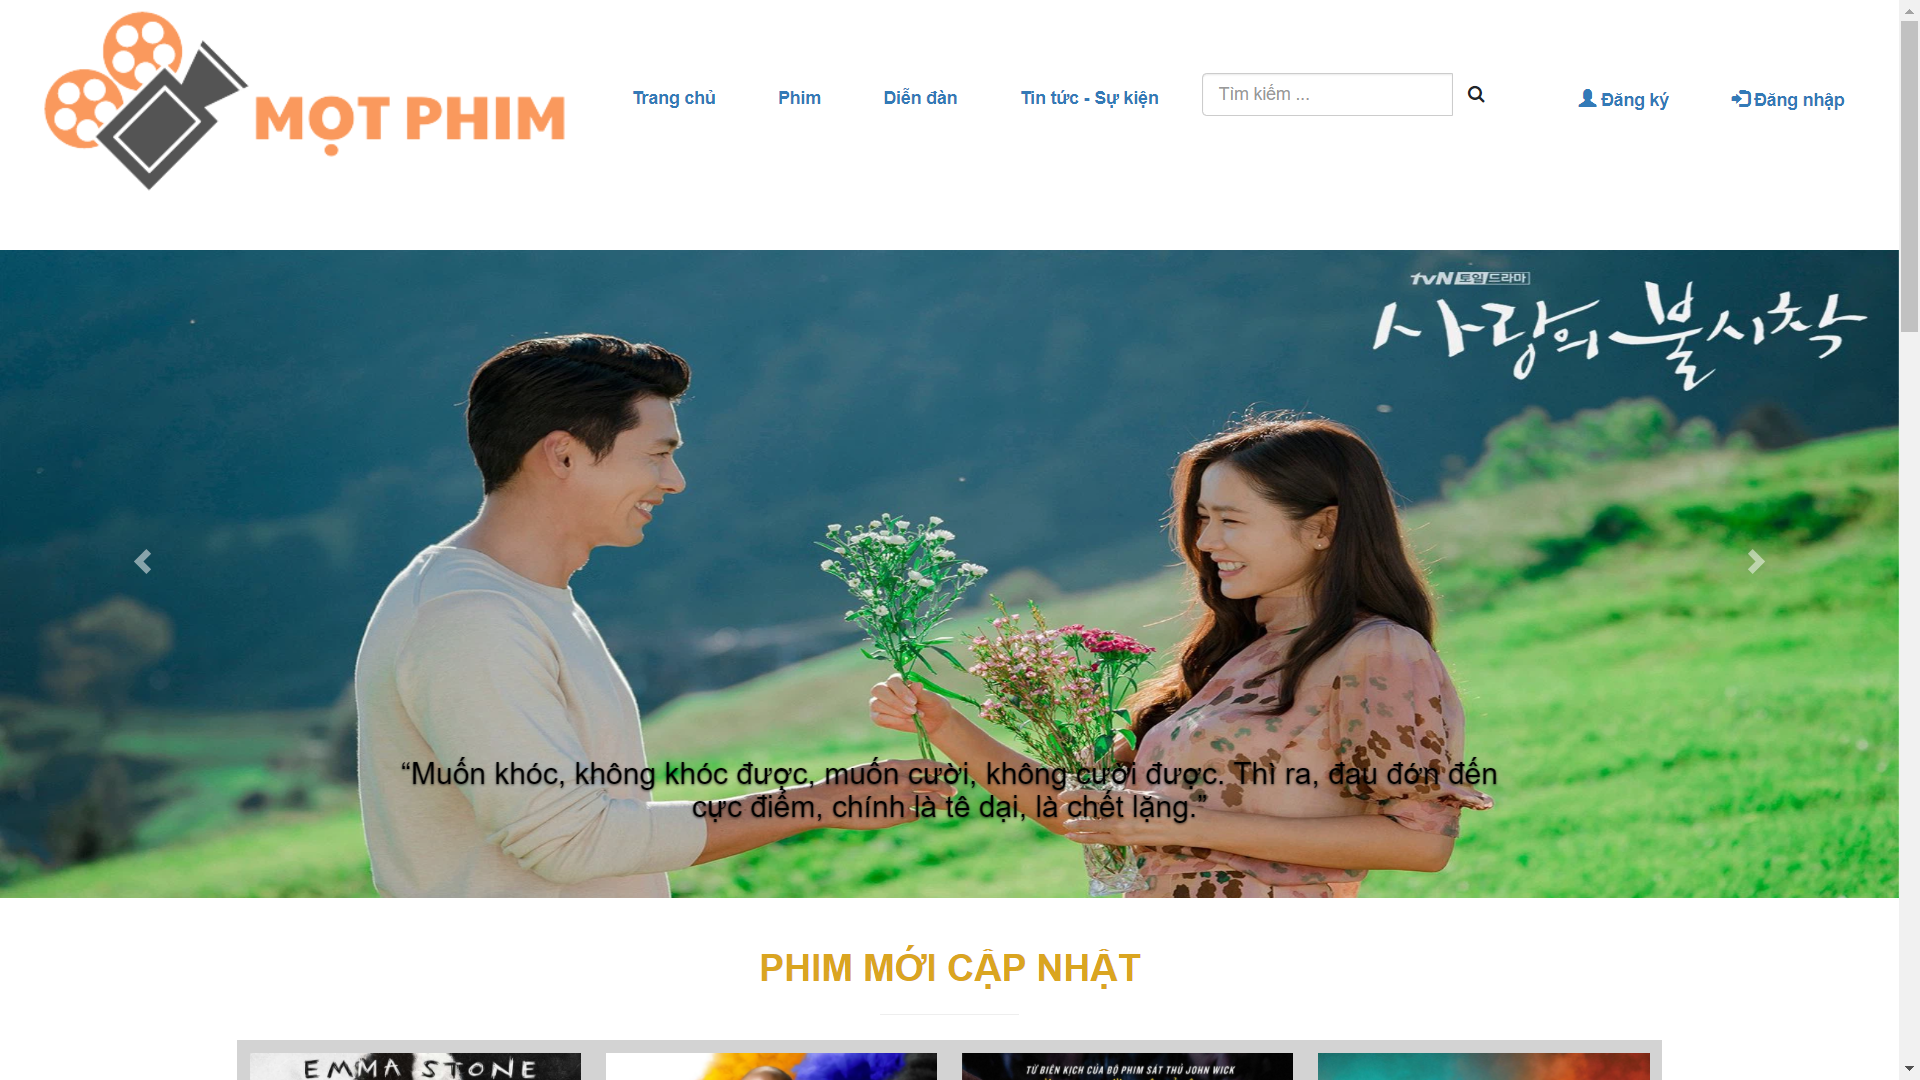 MỌT PHIM
Trang chủ
Phim
Diễn đàn
Tin tức - Sự kiện
Tìm kiếm ...
Đăng ký
Đăng nhập
tvN 토일드라마
사랑의 불시착
“Muốn khóc, không khóc được, muốn cười, không cười được. Thì ra, đau đớn đến
cực điểm, chính là tê dại, là chết lặng.”
PHIM MỚI CẬP NHẬT
EMMA STONE
TỪ BIÊN KỊCH CỦA BỘ PHIM SÁT THỦ JOHN WICK